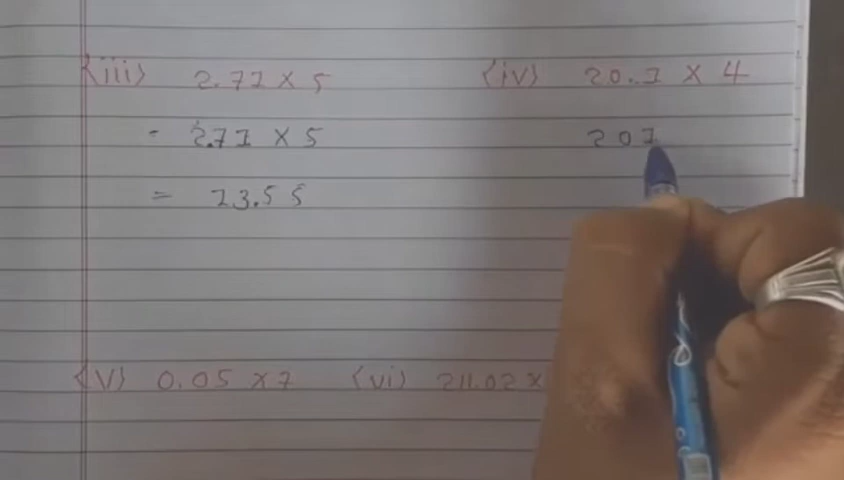 (iii) 2.71 x 5
(iv) 20.1 x 4
- 2.71 x 5
201
= 13.55
(V) 0.05 x 7
(vi) 211.02 x